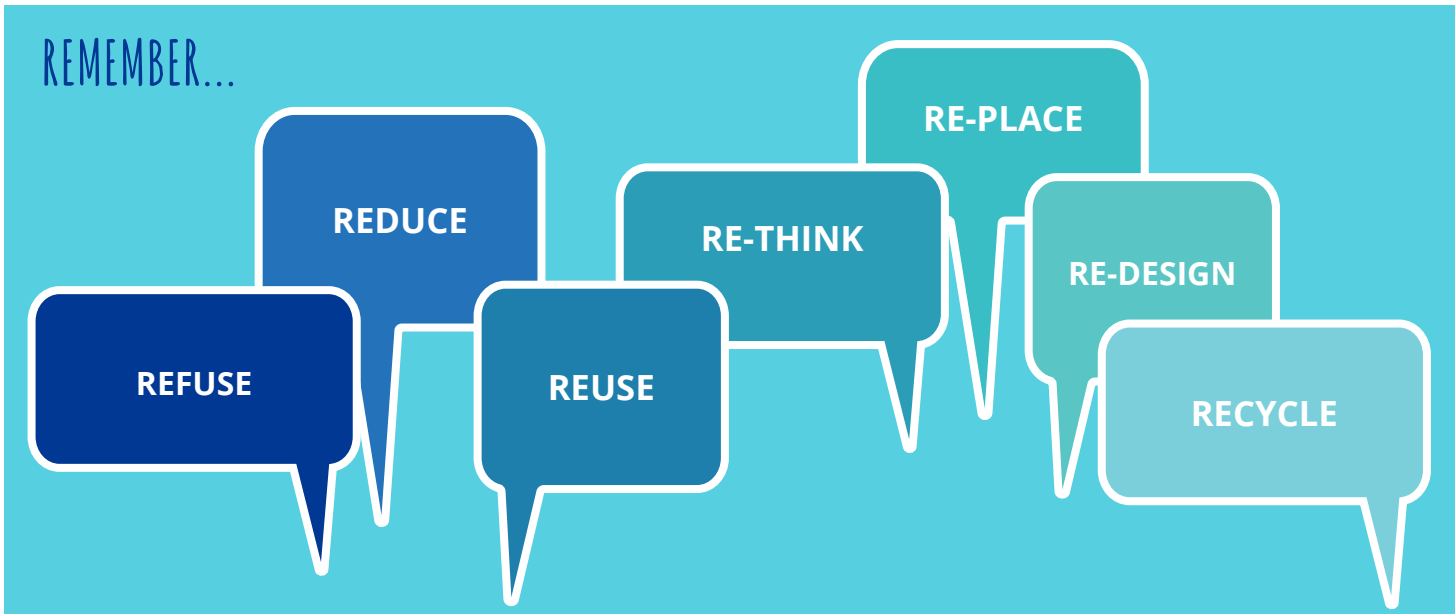 REMEMBER...
REFUSE
REDUCE
REUSE
RE-THINK
RE-PLACE
RE-DESIGN
RECYCLE